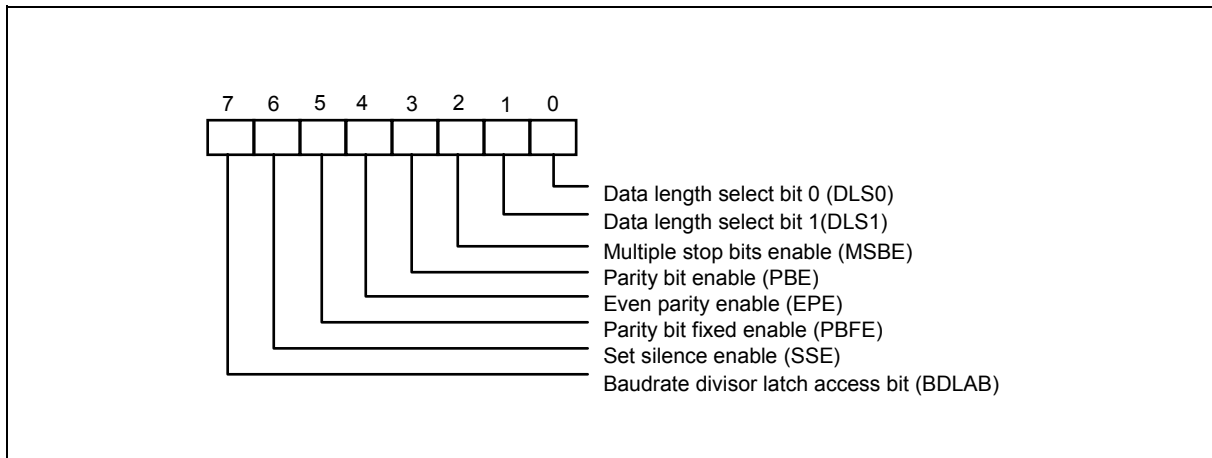 7 6 5 4 3 2 1 0
Data length select bit 0 (DLS0)
Data length select bit 1(DLS1)
Multiple stop bits enable (MSBE)
Parity bit enable (PBE)
Even parity enable (EPE)
Parity bit fixed enable (PBFE)
Set silence enable (SSE)
Baudrate divisor latch access bit (BDLAB)